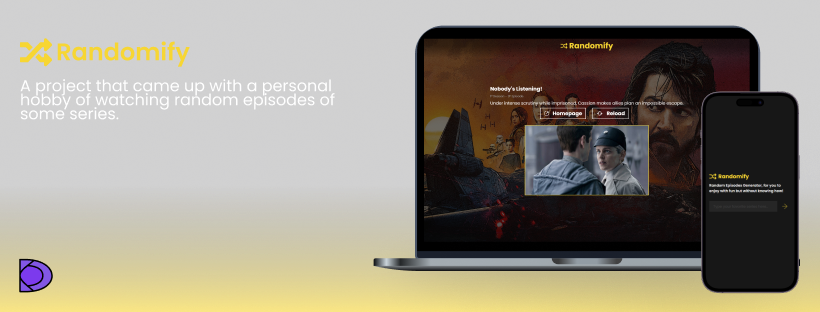 Randomify
A project that came up with a personal
hobby of watching random episodes of
some series.
Randomify
Nobody's Listening!
Under intense scrutiny while imprisoned, Cassian makes allies plan an impossible escape.
Homepage
Reload
Randomify
Random Episodes Generator, for you to
enjoy with fun but without knowing how!